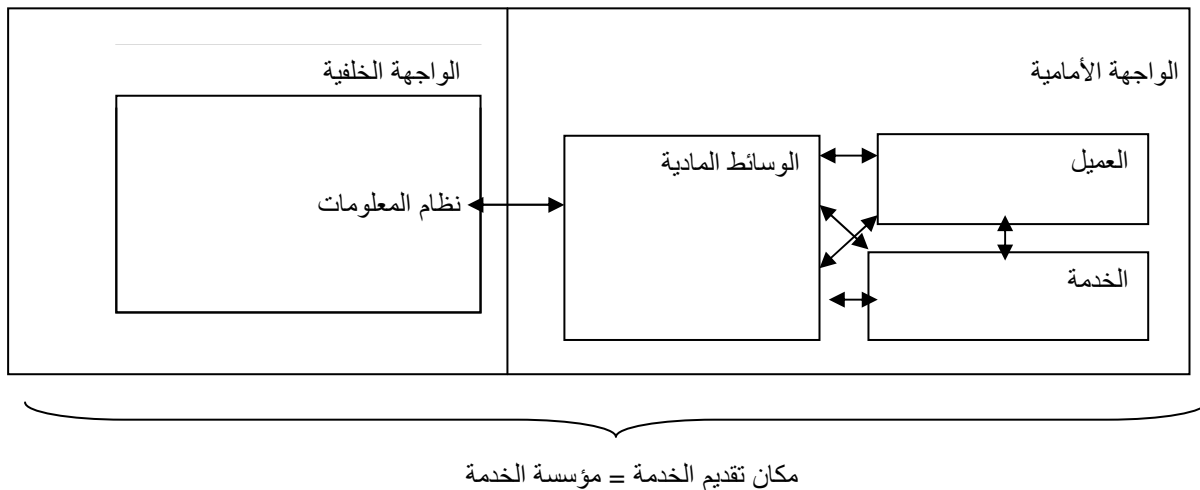 الواجهة الأمامية
الواجهة الخلفية
العميل
الوسائط المادية
نظام المعلومات
الخدمة
مكان تقديم الخدمة = مؤسسة الخدمة